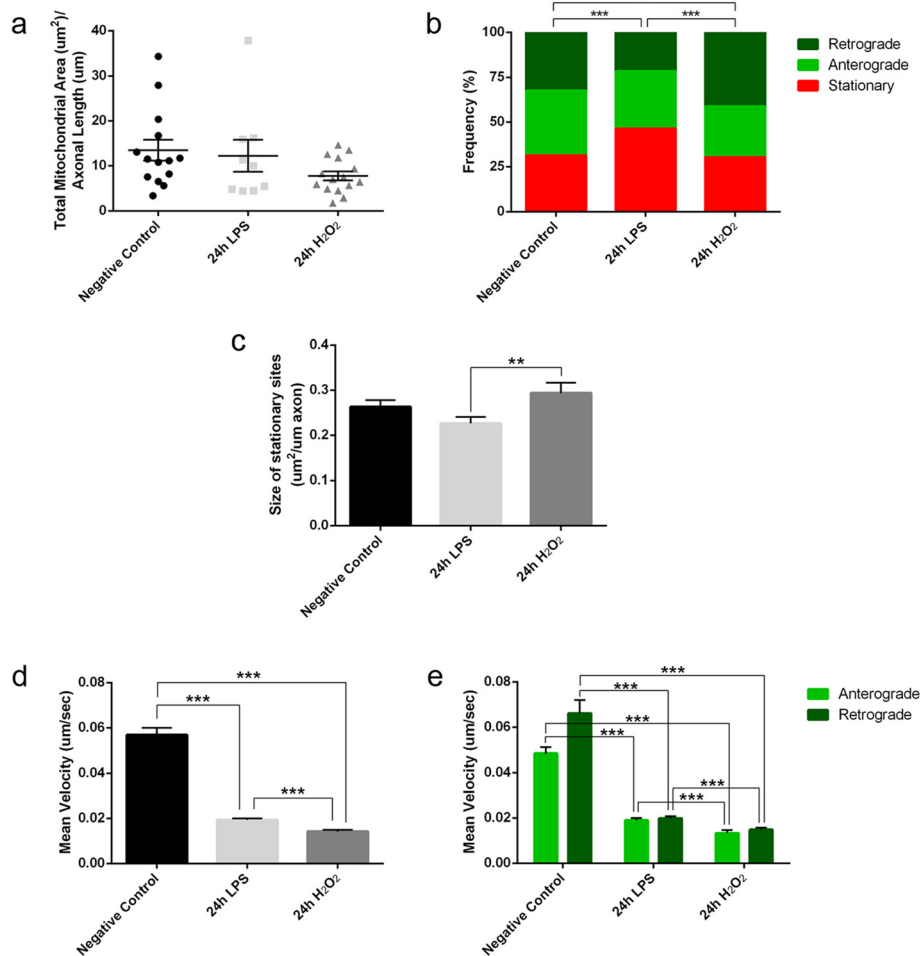 a
Total Mitochondrial Area (um²)/
Axonal Length (um)
40
30
20
10
0
Negative Control
24h LPS
24h H₂O₂
b
*** ***
Frequency (%)
100
75
50
25
0
Negative Control
24h LPS
24h H₂O₂
Retrograde
Anterograde
Stationary
c
Size of stationary sites
(um²/um axon)
0.4
0.3
0.2
0.1
0.0
**
Negative Control
24h LPS
24h H₂O₂
d
Mean Velocity (um/sec)
0.08
0.06
0.04
0.02
0.00
***
***
***
Negative Control
24h LPS
24h H₂O₂
e
Mean Velocity (um/sec)
0.08
0.06
0.04
0.02
0.00
***
***
***
***
***
***
Negative Control
24h LPS
24h H₂O₂
Anterograde
Retrograde